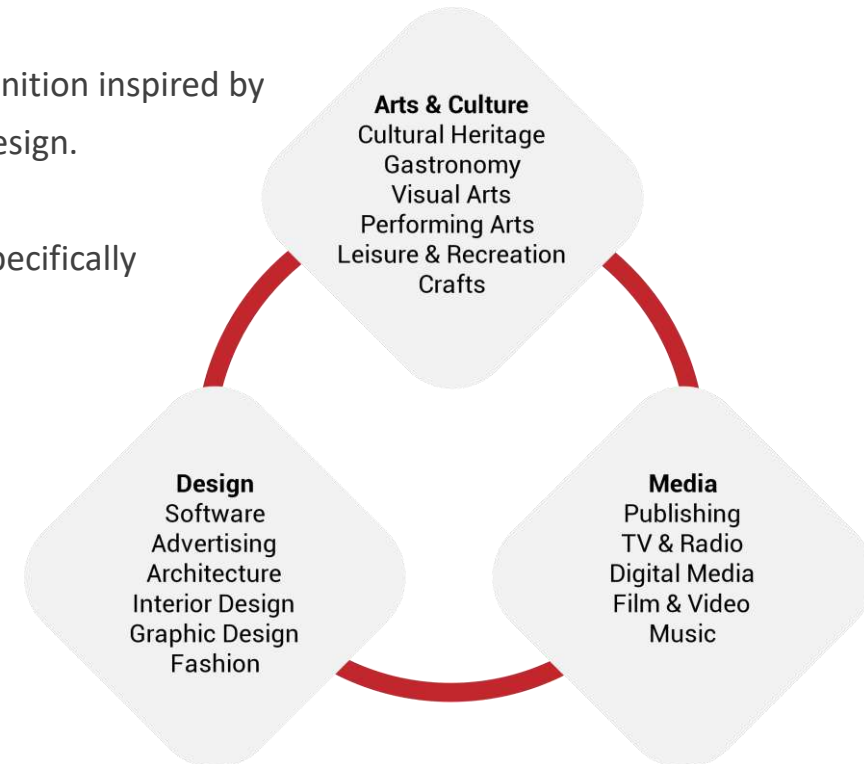 nition inspired by
esign.
pecifically
Arts & Culture
Cultural Heritage
Gastronomy
Visual Arts
Performing Arts
Leisure & Recreation
Crafts
Design
Software
Advertising
Architecture
Interior Design
Graphic Design
Fashion
Media
Publishing
TV & Radio
Digital Media
Film & Video
Music